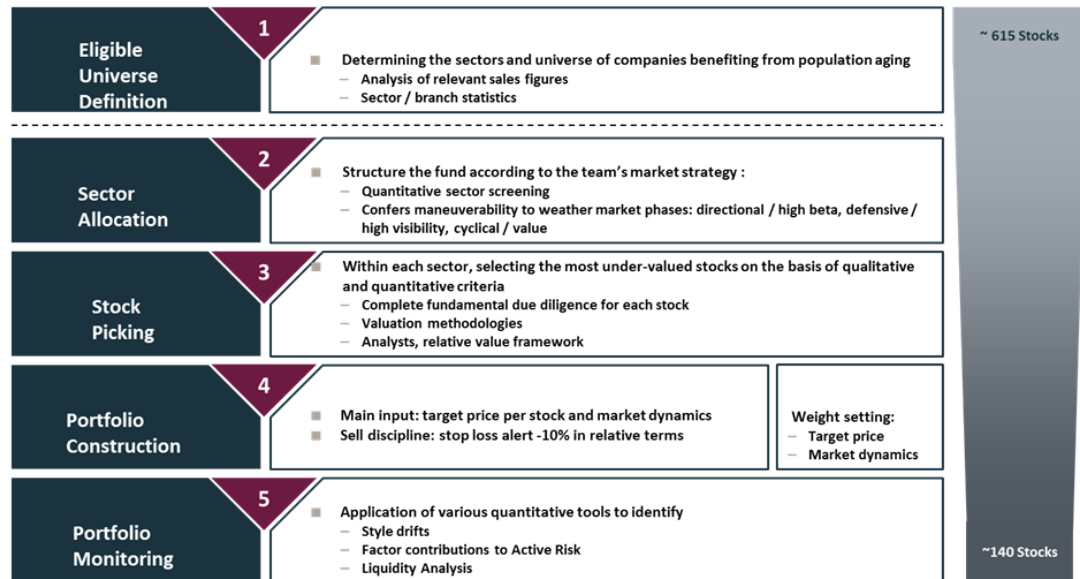 1
Eligible
Universe
Definition
Determining the sectors and universe of companies benefiting from population aging
– Analysis of relevant sales figures
– Sector / branch statistics
~ 615 Stocks
2
Sector
Allocation
Structure the fund according to the team's market strategy :
– Quantitative sector screening
– Confers maneuverability to weather market phases: directional / high beta, defensive /
high visibility, cyclical / value
3
Stock
Picking
Within each sector, selecting the most under-valued stocks on the basis of qualitative
and quantitative criteria
– Complete fundamental due diligence for each stock
– Valuation methodologies
– Analysts, relative value framework
4
Portfolio
Construction
Main input: target price per stock and market dynamics
Sell discipline: stop loss alert -10% in relative terms
Weight setting:
– Target price
– Market dynamics
5
Portfolio
Monitoring
Application of various quantitative tools to identify
– Style drifts
– Factor contributions to Active Risk
– Liquidity Analysis
~140 Stocks